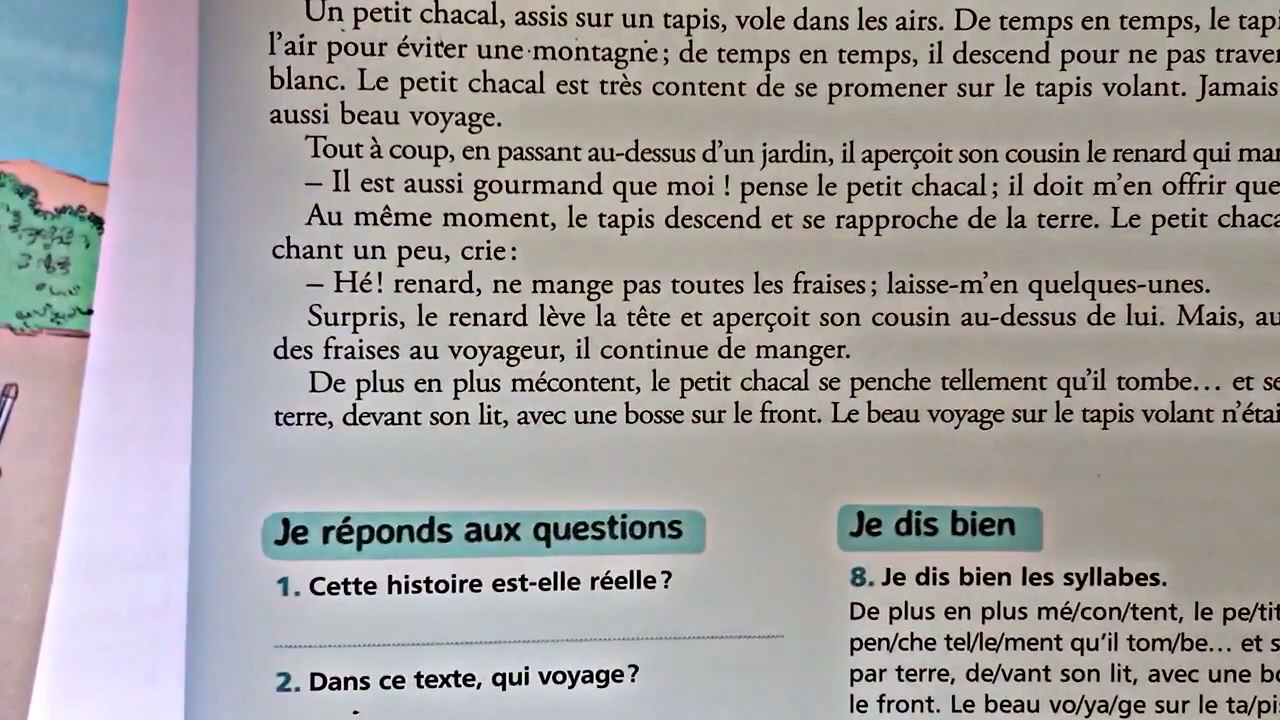 Un petit chacal, assis sur un tapis, vole dans les airs. De temps en temps, le tapi
l'air pour éviter une montagne ; de temps en temps, il descend pour ne pas traver
blanc. Le petit chacal est très content de se promener sur le tapis volant. Jamais
aussi beau voyage.
Tout à coup, en passant au-dessus d'un jardin, il aperçoit son cousin le renard qui
– Il est aussi gourmand que moi ! pense le petit chacal ; il doit m'en offrir que
Au même moment, le tapis descend et se rapproche de la terre. Le petit chaca
chant un peu, crie :
– Hé ! renard, ne mange pas toutes les fraises ; laisse-m'en quelques-unes.
Surpris, le renard lève la tête et aperçoit son cousin au-dessus de lui. Mais, au
des fraises au voyageur, il continue de manger.
De plus en plus mécontent, le petit chacal se penche tellement qu'il tombe… et se
terre, devant son lit, avec une bosse sur le front. Le beau voyage sur le tapis volant n'étai
Je réponds aux questions
1. Cette histoire est-elle réelle ?
2. Dans ce texte, qui voyage ?
Je dis bien
8. Je dis bien les syllabes.
De plus en plus mé/con/tent, le pe/tit
pen/che tel/le/ment qu'il tom/be… et s
par terre, de/vant son lit, avec une bo
le front. Le beau vo/ya/ge sur le ta/pi